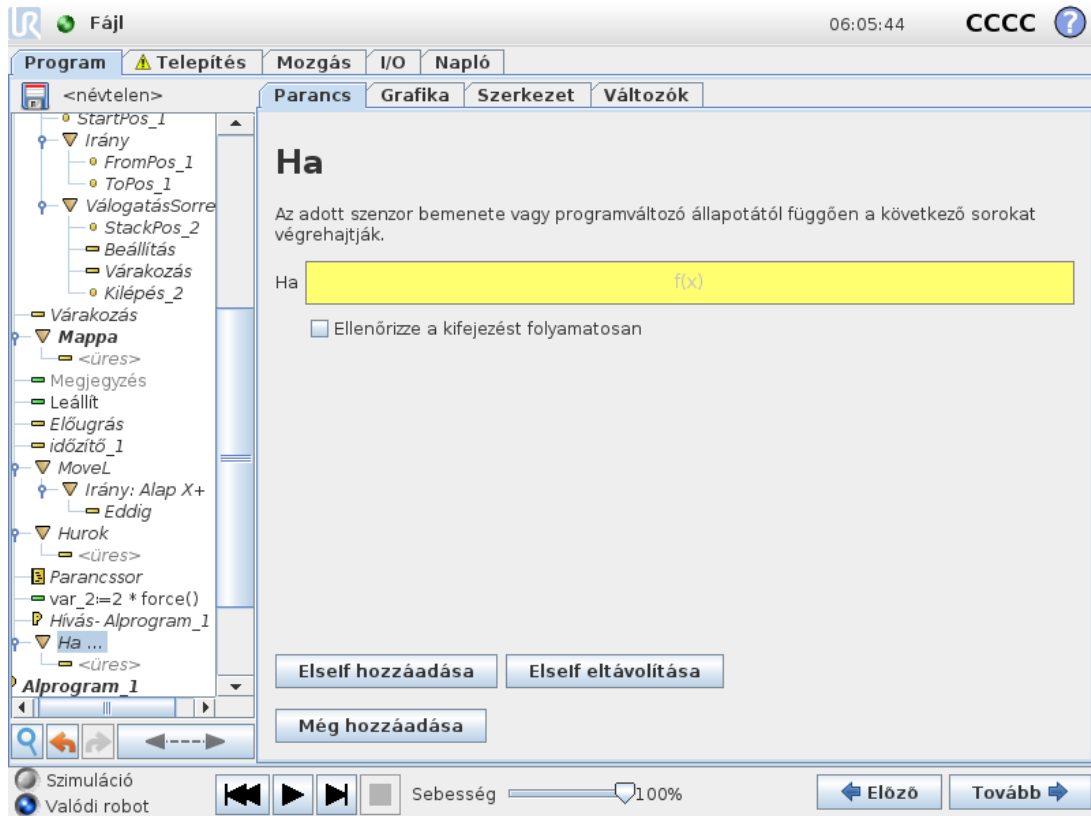 UR Fájl 06:05:44 CCCC ?
Program Telepítés Mozgás I/O Napló
<névtelen> Parancs Grafika Szerkezet Változók
StartPos_1
Irány
FromPos_1
ToPos_1
VálogatásSorre
StackPos_2
Beállítás
Várakozás
Kilépés_2
Várakozás
Mappa
<üres>
Megjegyzés
Leállít
Előugrás
időzítő_1
MoveL
Irány: Alap X+
Eddig
Hurok
<üres>
Parancssor
var_2:=2 * force()
Hívás- Alprogram_1
Ha ...
<üres>
Alprogram_1
Ha
Az adott szenzor bemenete vagy programváltozó állapotától függően a következő sorokat
végrehajtják.
Ha f(x)
Ellenőrizze a kifejezést folyamatosan
ElseIf hozzáadása ElseIf eltávolítása
Még hozzáadása
Szimuláció
Valódi robot
Sebesség 100%
Előző Tovább